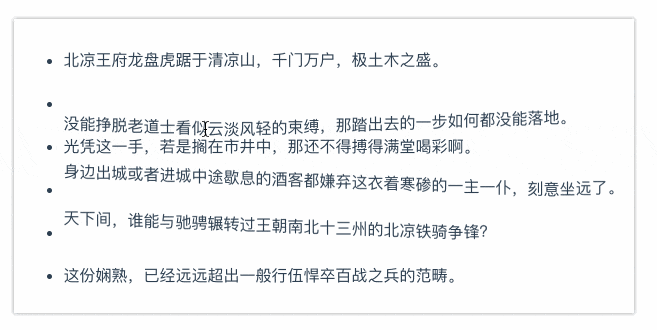 北凉王府龙盘虎踞于清凉山，千门万户，极土木之盛。
没能挣脱老道士看似云淡风轻的束缚，那踏出去的一步如何都没能落地。
光凭这一手，若是搁在市井中，那还不得搏得满堂喝彩啊。
身边出城或者进城中途歇息的酒客都嫌弃这衣着寒碜的一主一仆，刻意坐远了。
天下间，谁能与驰骋辗转过王朝南北十三州的北凉铁骑争锋？
这份娴熟，已经远远超出一般行伍悍卒百战之兵的范畴。